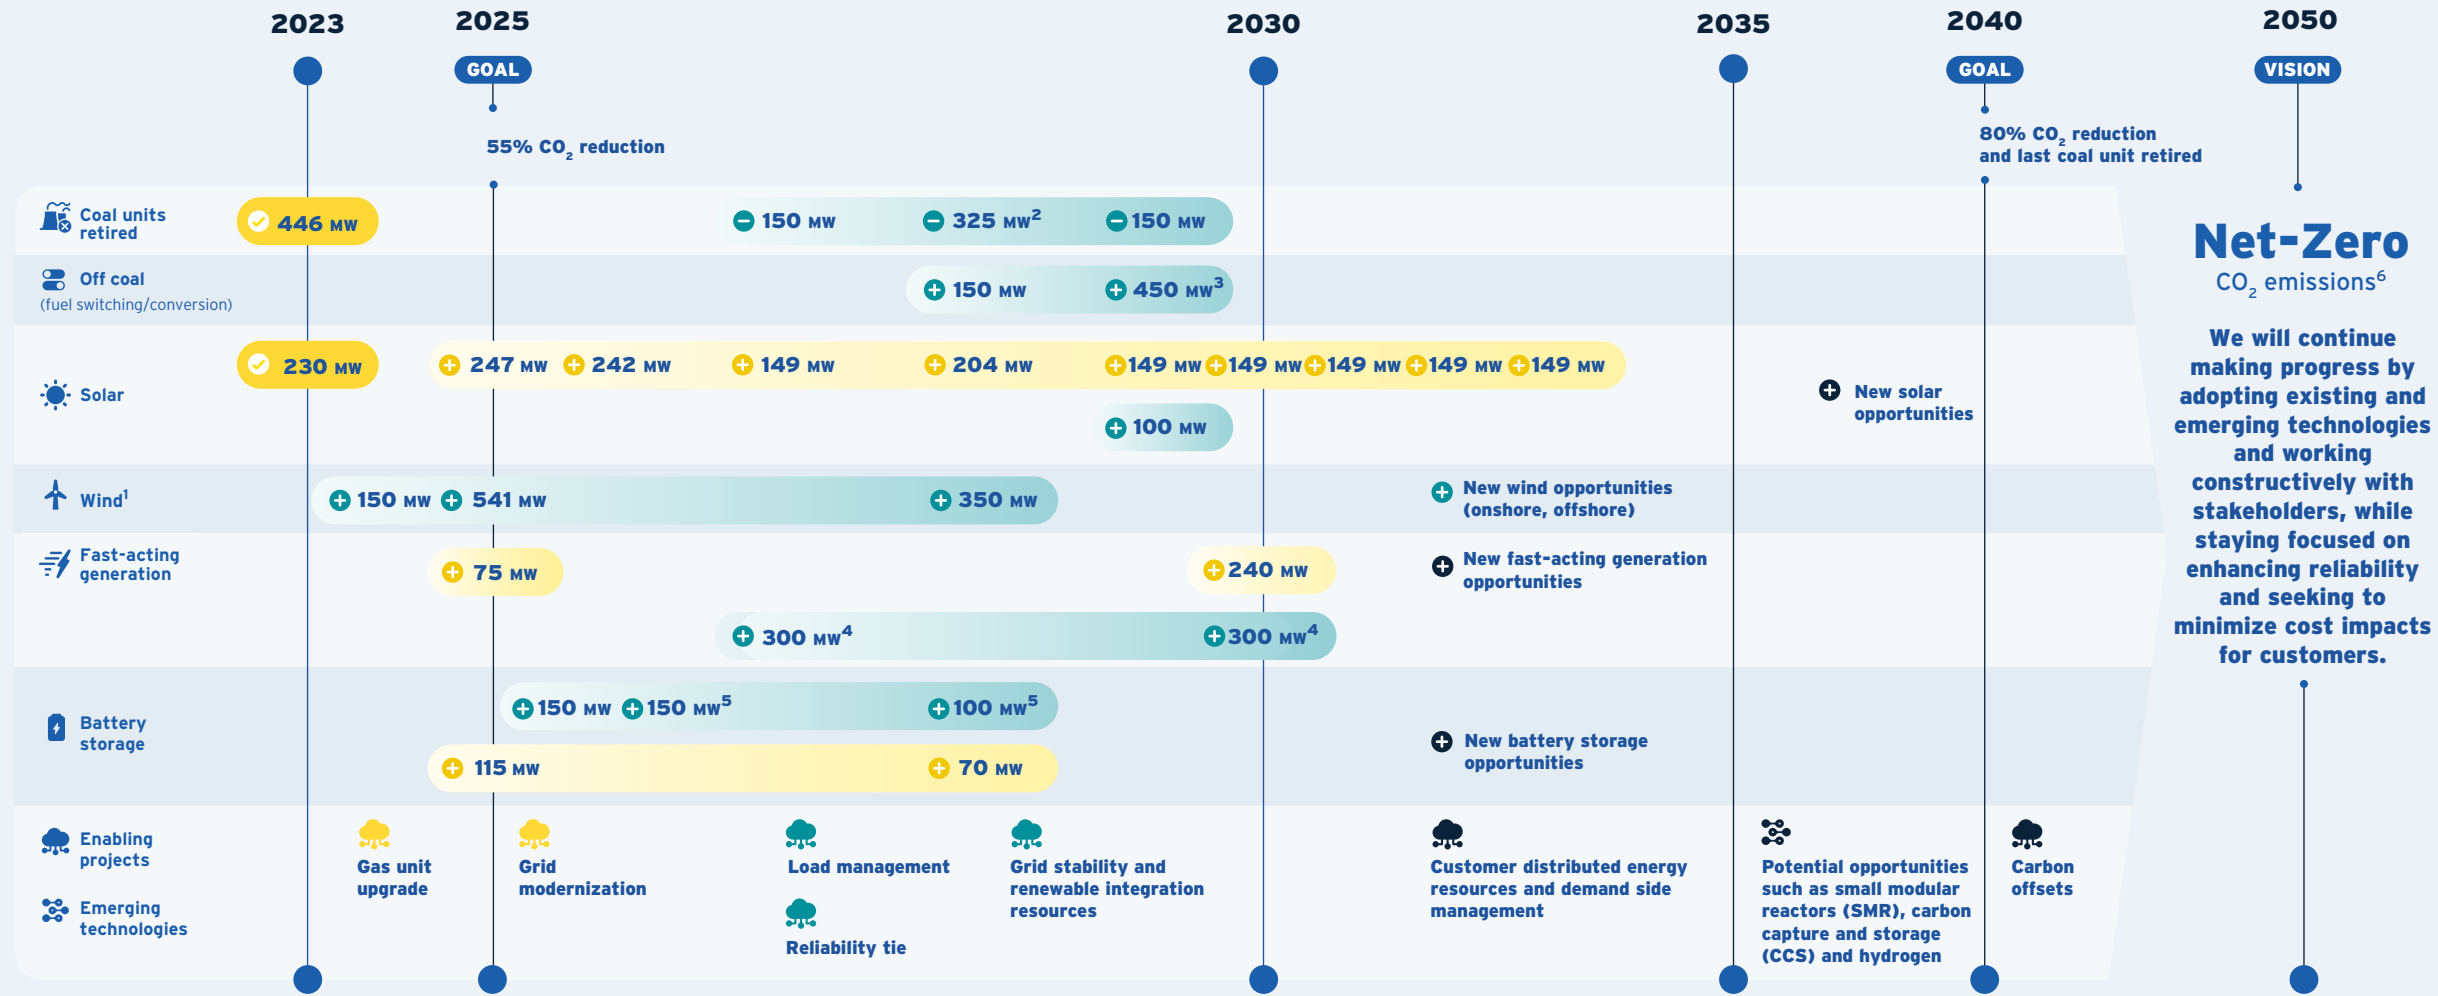 2023
2025
2030
2035
2040
2050
GOAL
GOAL
VISION
55% CO2 reduction
80% CO2 reduction
and last coal unit retired
Coal units
retired
446 MW
150 MW
325 MW2
150 MW
Off coal
(fuel switching/conversion)
150 MW
450 MW3
Solar
230 MW
247 MW
242 MW
149 MW
204 MW
149 MW
149 MW
149 MW
149 MW
149 MW
100 MW
New solar
opportunities
Wind1
150 MW
541 MW
350 MW
New wind opportunities
(onshore, offshore)
Fast-acting
generation
75 MW
240 MW
300 MW4
300 MW4
New fast-acting generation
opportunities
Battery
storage
150 MW
150 MW5
100 MW5
115 MW
70 MW
New battery storage
opportunities
Enabling
projects
Emerging
technologies
Gas unit
upgrade
Grid
modernization
Load management
Reliability tie
Grid stability and
renewable integration
resources
Customer distributed energy
resources and demand side
management
Potential opportunities
such as small modular
reactors (SMR), carbon
capture and storage
(CCS) and hydrogen
Carbon
offsets
Net-Zero
CO2 emissions6
We will continue
making progress by
adopting existing and
emerging technologies
and working
constructively with
stakeholders, while
staying focused on
enhancing reliability
and seeking to
minimize cost impacts
for customers.